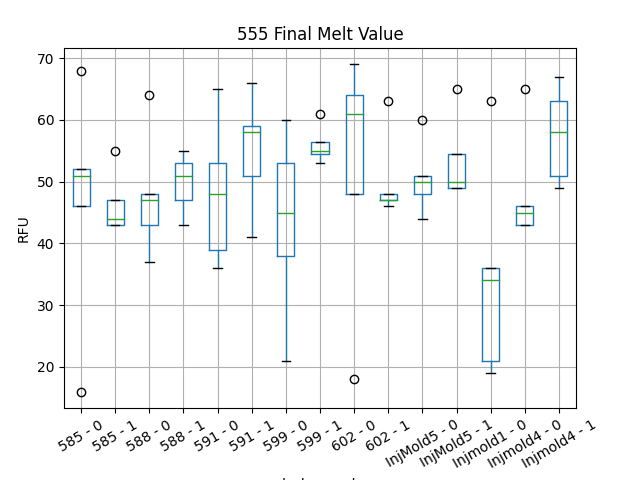 555 Final Melt Value
70
60
50
40
30
20
RFU
585 - 0
585 - 1
588 - 0
588 - 1
591 - 0
591 - 1
599 - 0
599 - 1
602 - 0
602 - 1
InjMold5 - 0
InjMold5 - 1
Injmold1 - 0
Injmold4 - 0
Injmold4 - 1